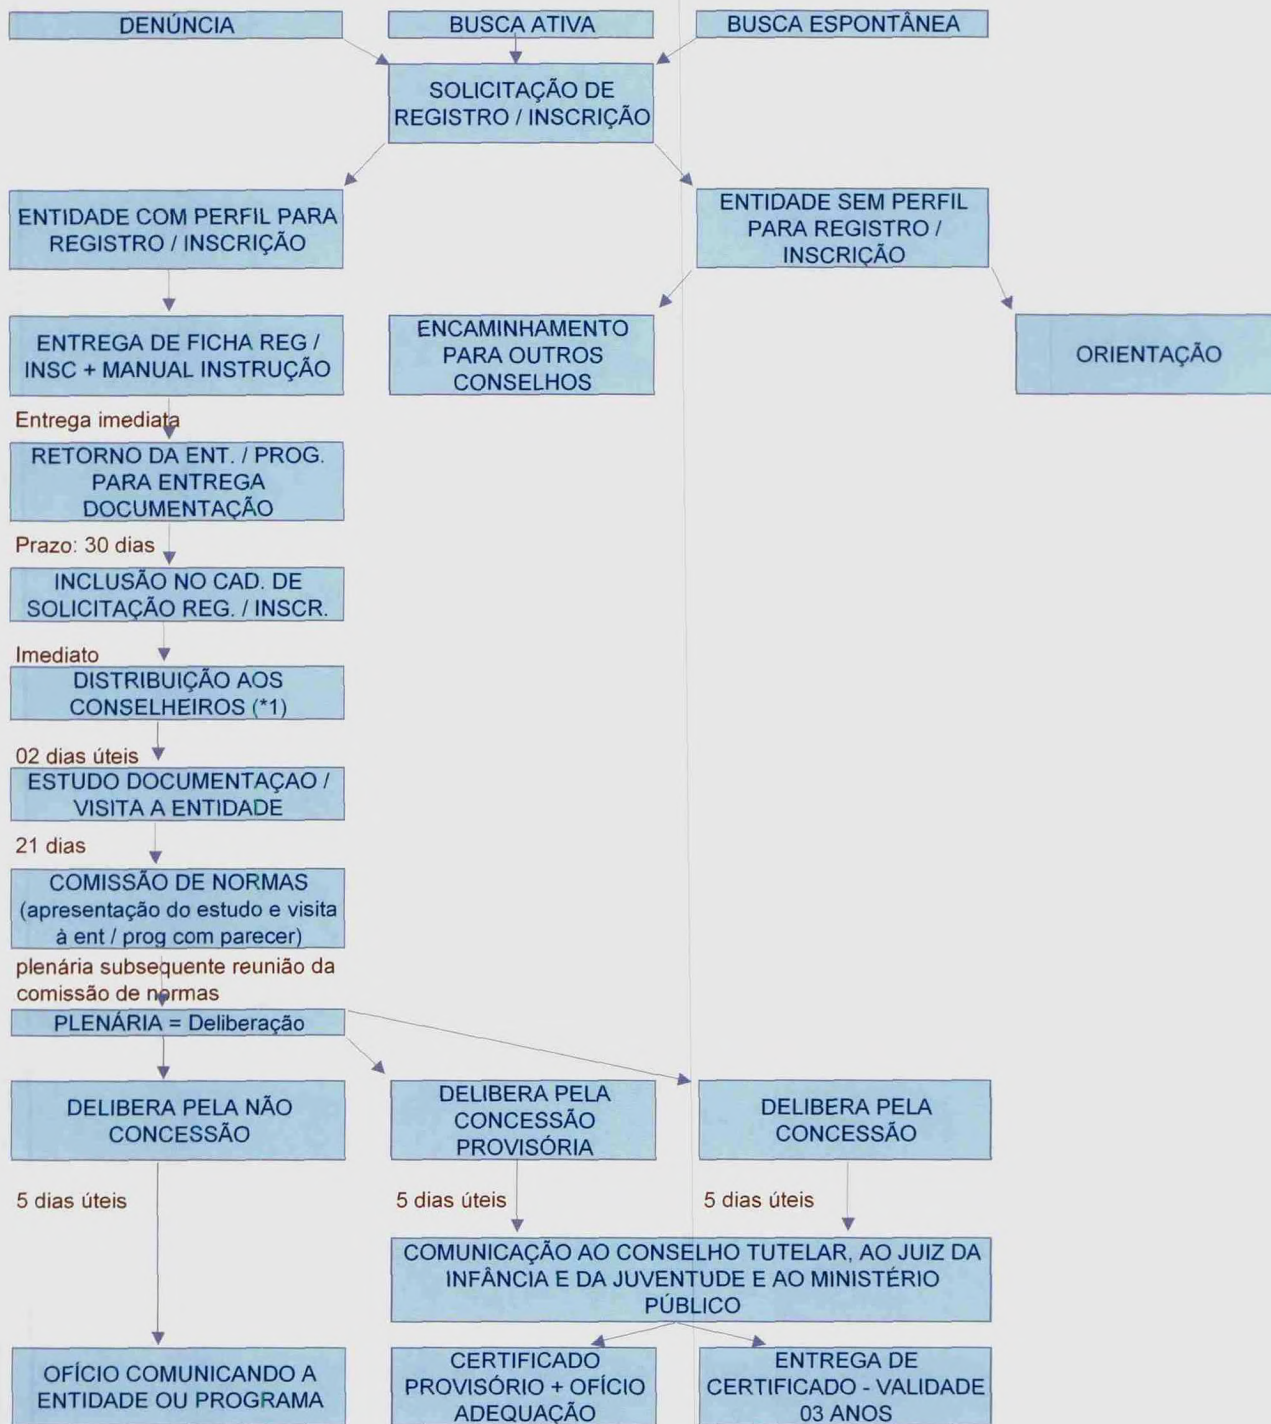 DENÚNCIA
BUSCA ATIVA
BUSCA ESPONTÂNEA
SOLICITAÇÃO DE
REGISTRO / INSCRIÇÃO
ENTIDADE COM PERFIL PARA
REGISTRO / INSCRIÇÃO
ENTIDADE SEM PERFIL
PARA REGISTRO /
INSCRIÇÃO
ENTREGA DE FICHA REG /
INSC + MANUAL INSTRUÇÃO
ENCAMINHAMENTO
PARA OUTROS
CONSELHOS
ORIENTAÇÃO
Entrega imediata
RETORNO DA ENT. / PROG.
PARA ENTREGA
DOCUMENTAÇÃO
Prazo: 30 dias
INCLUSÃO NO CAD. DE
SOLICITAÇÃO REG. / INSCR.
Imediato
DISTRIBUIÇÃO AOS
CONSELHEIROS (*1)
02 dias úteis
ESTUDO DOCUMENTAÇAO /
VISITA A ENTIDADE
21 dias
COMISSÃO DE NORMAS
(apresentação do estudo e visita
à ent / prog com parecer)
plenária subsequente reunião da
comissão de normas
PLENÁRIA = Deliberação
DELIBERA PELA NÃO
CONCESSÃO
DELIBERA PELA
CONCESSÃO
PROVISÓRIA
DELIBERA PELA
CONCESSÃO
5 dias úteis
5 dias úteis
5 dias úteis
COMUNICAÇÃO AO CONSELHO TUTELAR, AO JUIZ DA
INFÂNCIA E DA JUVENTUDE E AO MINISTÉRIO
PÚBLICO
OFÍCIO COMUNICANDO A
ENTIDADE OU PROGRAMA
CERTIFICADO
PROVISÓRIO + OFÍCIO
ADEQUAÇÃO
ENTREGA DE
CERTIFICADO - VALIDADE
03 ANOS